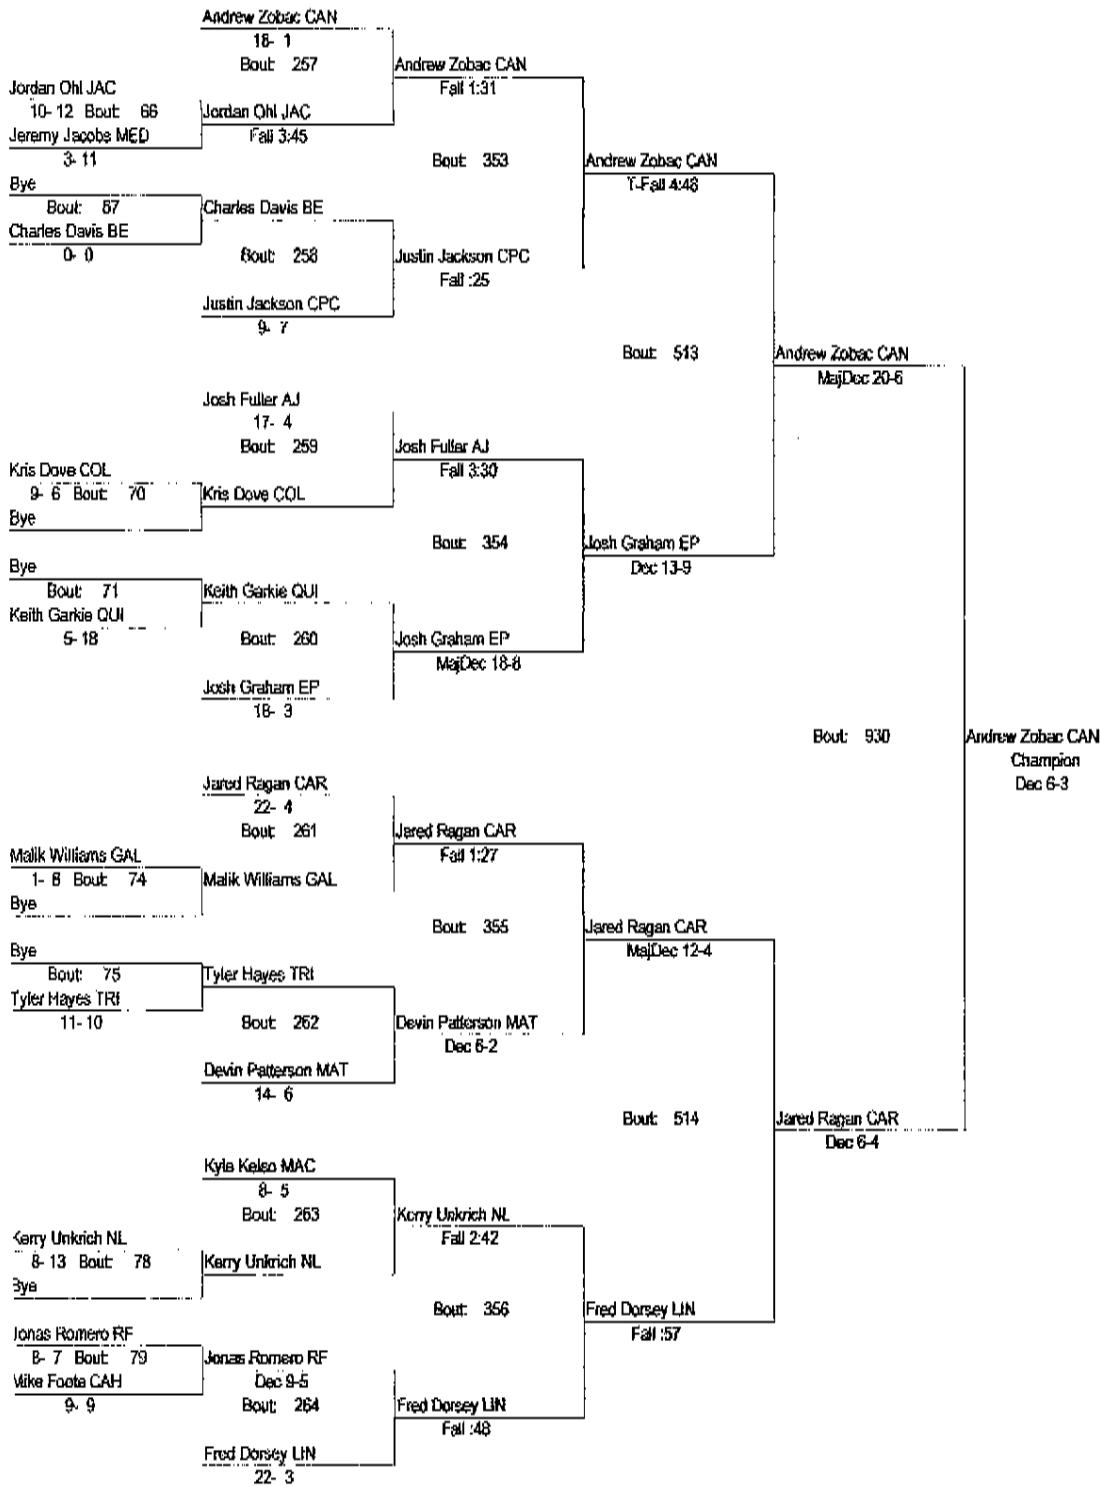 Andrew Zobac CAN
18- 1
Bout: 257
Andrew Zobac CAN
Fall 1:31
Jordan Ohl JAC
10- 12 Bout: 66
Jordan Ohl JAC
Fall 3:45
Jeremy Jacobs MED
3- 11
Bout: 353
Andrew Zobac CAN
T-Fall 4:48
Bye
Bout: 67
Charles Davis BE
Charles Davis BE
0- 0
Bout: 258
Justin Jackson CPC
Fall :25
Justin Jackson CPC
9- 7
Bout: 513
Andrew Zobac CAN
MajDec 20-6
Josh Fuller AJ
17- 4
Bout: 259
Josh Fuller AJ
Fall 3:30
Kris Dove COL
9- 6 Bout: 70
Kris Dove COL
Bye
Bout: 354
Josh Graham EP
Dec 13-9
Bye
Bout: 71
Keith Garkie QUI
Keith Garkie QUI
5- 18
Bout: 260
Josh Graham EP
MajDec 18-8
Josh Graham EP
18- 3
Bout: 930
Andrew Zobac CAN
Champion
Dec 6-3
Jared Ragan CAR
22- 4
Bout: 261
Jared Ragan CAR
Fall 1:27
Malik Williams GAL
1- 8 Bout: 74
Malik Williams GAL
Bye
Bout: 355
Jared Ragan CAR
MajDec 12-4
Bye
Bout: 75
Tyler Hayes TRI
Tyler Hayes TRI
11- 10
Bout: 262
Devin Patterson MAT
Dec 6-2
Devin Patterson MAT
14- 6
Bout: 514
Jared Ragan CAR
Dec 6-4
Kyle Kelso MAC
8- 5
Bout: 263
Kerry Unkrich NL
Fall 2:42
Kerry Unkrich NL
8- 13 Bout: 78
Kerry Unkrich NL
Bye
Bout: 356
Fred Dorsey LIN
Fall :57
Jonas Romero RF
8- 7 Bout: 79
Jonas Romero RF
Dec 9-5
Mike Foote CAH
9- 9
Bout: 264
Fred Dorsey LIN
Fall :48
Fred Dorsey LIN
22- 3